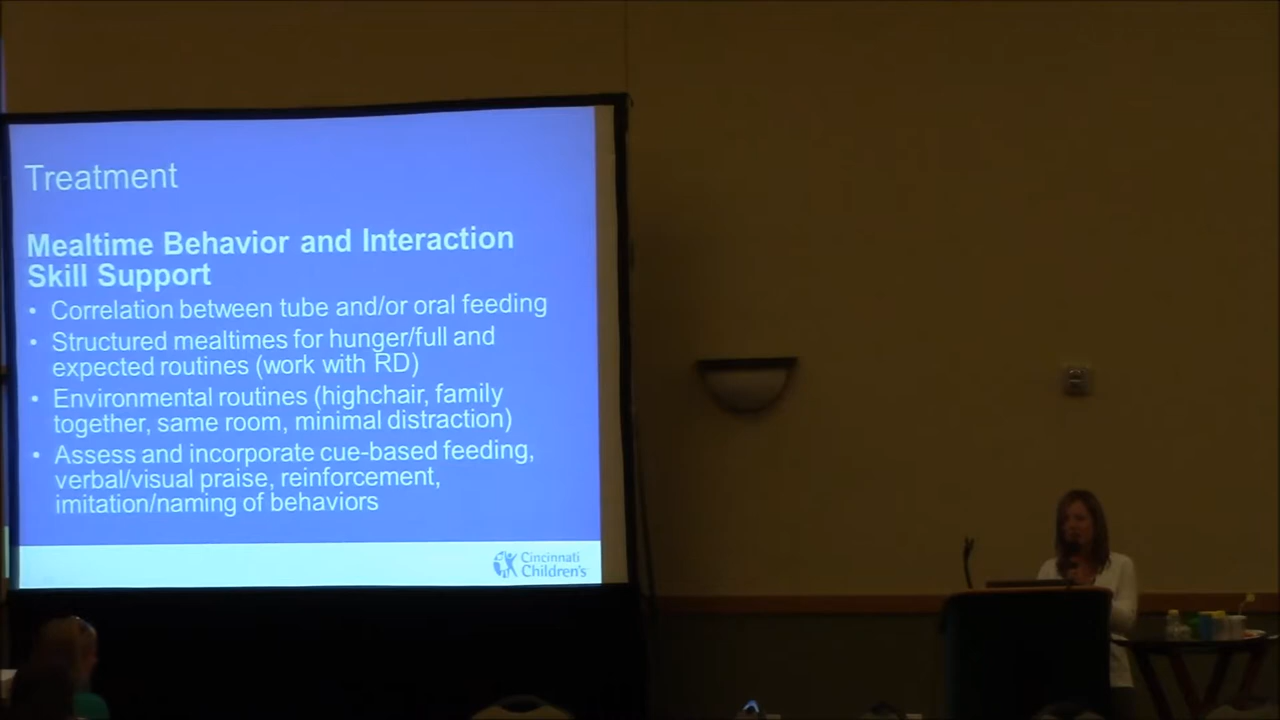 Treatment
Mealtime Behavior and Interaction
Skill Support
• Correlation between tube and/or oral feeding
• Structured mealtimes for hunger/full and
expected routines (work with RD)
• Environmental routines (highchair, family
together, same room, minimal distraction)
• Assess and incorporate cue-based feeding,
verbal/visual praise, reinforcement,
imitation/naming of behaviors
Cincinnati
Children's